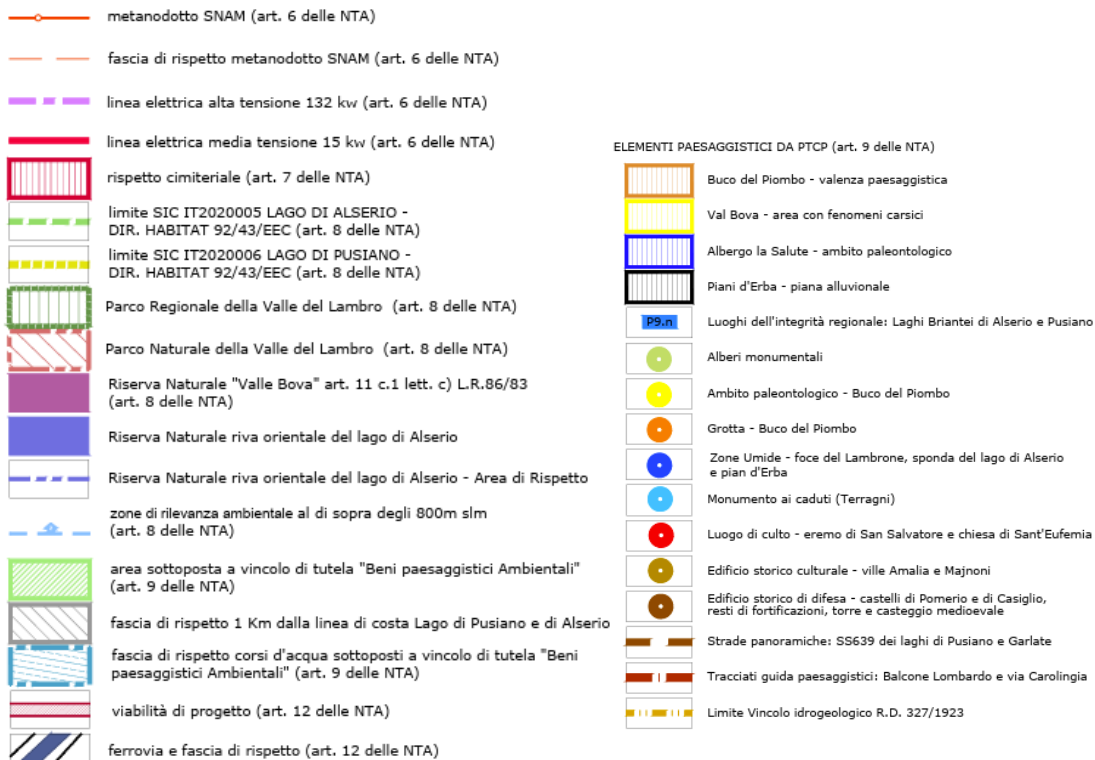 metanodotto SNAM (art. 6 delle NTA)
fascia di rispetto metanodotto SNAM (art. 6 delle NTA)
linea elettrica alta tensione 132 kw (art. 6 delle NTA)
linea elettrica media tensione 15 kw (art. 6 delle NTA)
rispetto cimiteriale (art. 7 delle NTA)
limite SIC IT2020005 LAGO DI ALSERIO -
DIR. HABITAT 92/43/EEC (art. 8 delle NTA)
limite SIC IT2020006 LAGO DI PUSIANO -
DIR. HABITAT 92/43/EEC (art. 8 delle NTA)
Parco Regionale della Valle del Lambro (art. 8 delle NTA)
Parco Naturale della Valle del Lambro (art. 8 delle NTA)
Riserva Naturale "Valle Bova" art. 11 c.1 lett. c) L.R.86/83
(art. 8 delle NTA)
Riserva Naturale riva orientale del lago di Alserio
Riserva Naturale riva orientale del lago di Alserio - Area di Rispetto
zone di rilevanza ambientale al di sopra degli 800m slm
(art. 8 delle NTA)
area sottoposta a vincolo di tutela "Beni paesaggistici Ambientali"
(art. 9 delle NTA)
fascia di rispetto 1 Km dalla linea di costa Lago di Pusiano e di Alserio
fascia di rispetto corsi d'acqua sottoposti a vincolo di tutela "Beni
paesaggistici Ambientali" (art. 9 delle NTA)
viabilità di progetto (art. 12 delle NTA)
ferrovia e fascia di rispetto (art. 12 delle NTA)
ELEMENTI PAESAGGISTICI DA PTCP (art. 9 delle NTA)
Buco del Piombo - valenza paesaggistica
Val Bova - area con fenomeni carsici
Albergo la Salute - ambito paleontologico
Piani d'Erba - piana alluvionale
P9.n Luoghi dell'integrità regionale: Laghi Briantei di Alserio e Pusiano
Alberi monumentali
Ambito paleontologico - Buco del Piombo
Grotta - Buco del Piombo
Zone Umide - foce del Lambrone, sponda del lago di Alserio
e pian d'Erba
Monumento ai caduti (Terragni)
Luogo di culto - eremo di San Salvatore e chiesa di Sant'Eufemia
Edificio storico culturale - ville Amalia e Majnoni
Edificio storico di difesa - castelli di Pomerio e di Casiglio,
resti di fortificazioni, torre e casteggio medioevale
Strade panoramiche: SS639 dei laghi di Pusiano e Garlate
Tracciati guida paesaggistici: Balcone Lombardo e via Carolingia
Limite Vincolo idrogeologico R.D. 327/1923